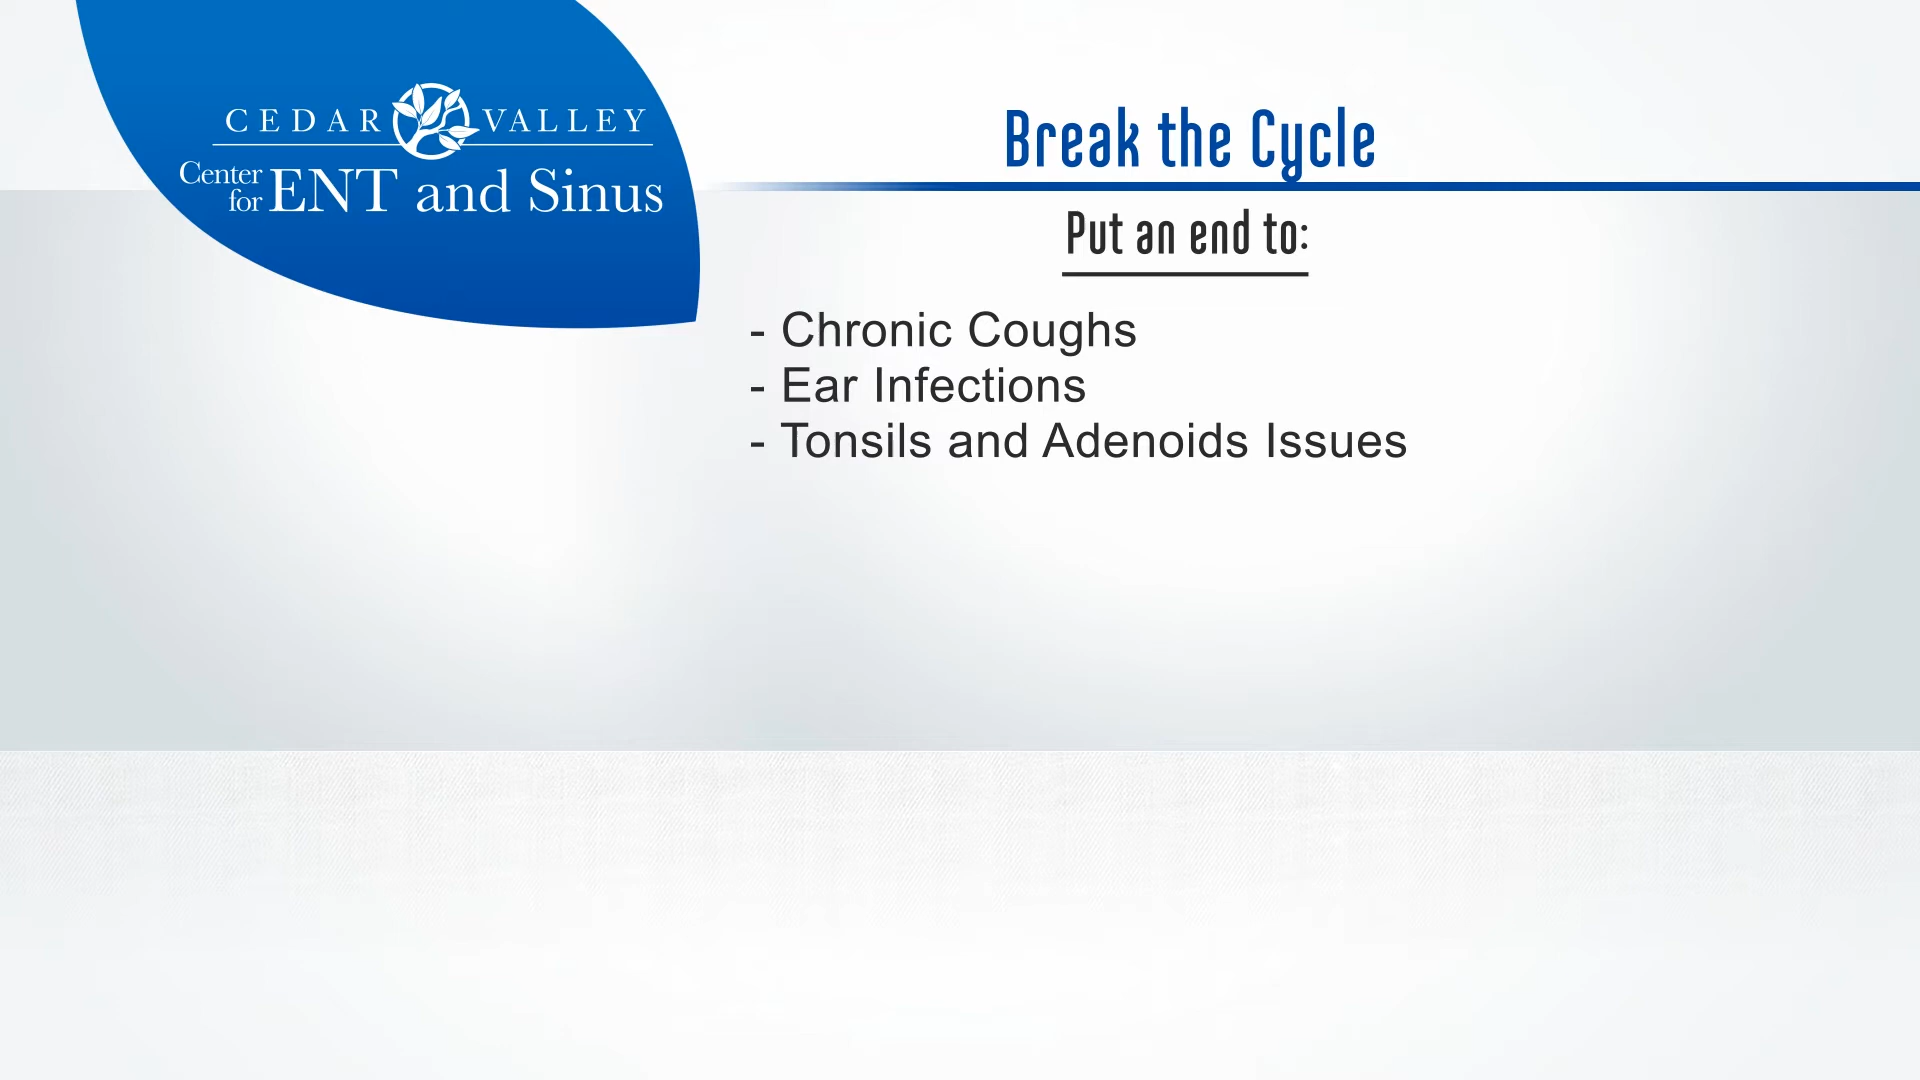 CEDAR VALLEY
Center for ENT and Sinus
Break the Cycle
Put an end to:
- Chronic Coughs
- Ear Infections
- Tonsils and Adenoids Issues